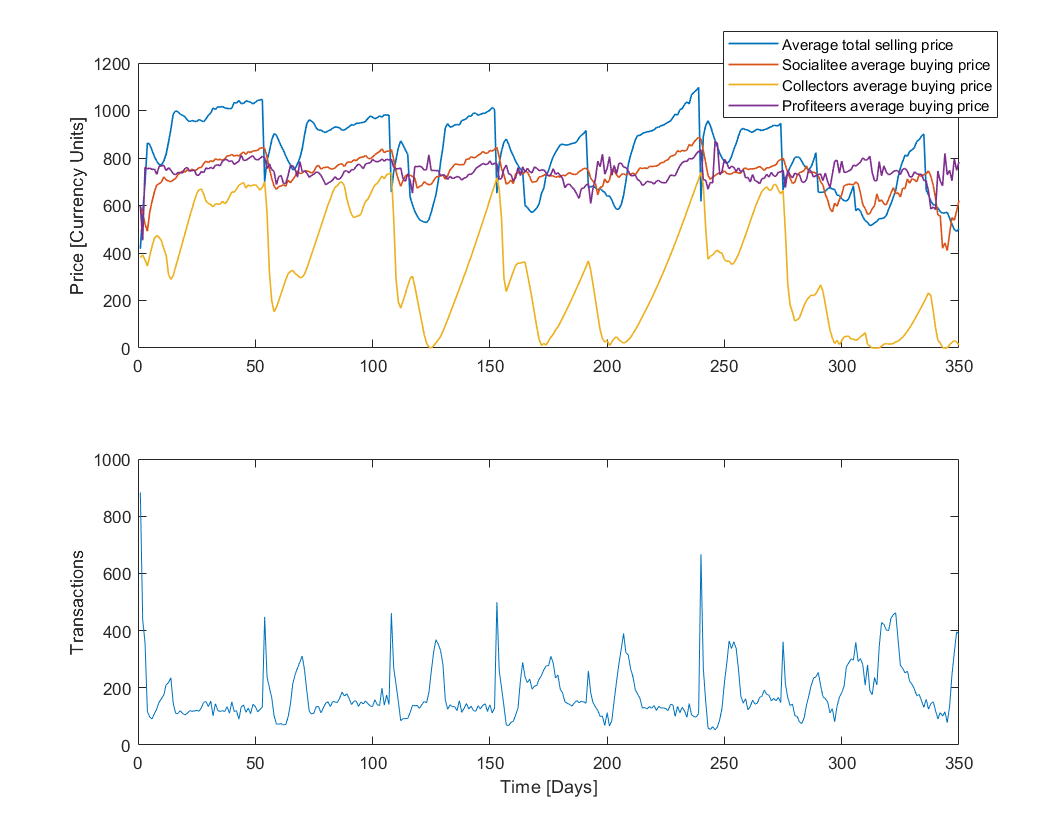 Average total selling price
Socialitee average buying price
Collectors average buying price
Profiteers average buying price
1200
1000
800
600
400
200
0
Price [Currency Units]
0 50 100 150 200 250 300 350
1000
800
600
400
200
0
Transactions
0 50 100 150 200 250 300 350
Time [Days]